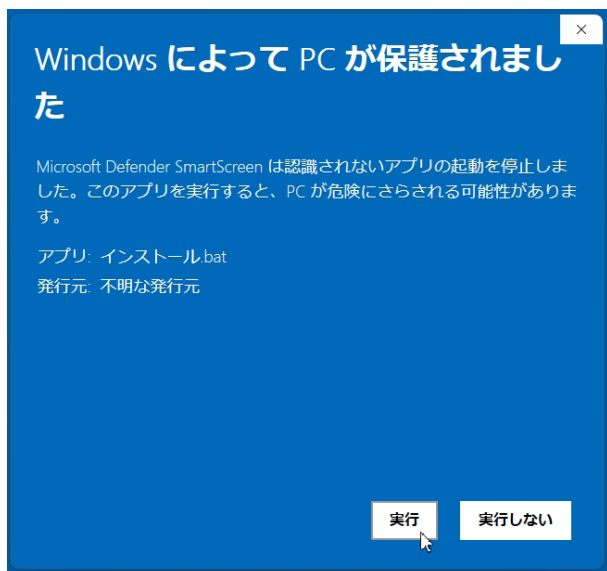 Windows によって PC が保護されまし
た
Microsoft Defender SmartScreen は認識されないアプリの起動を停止しま
した。このアプリを実行すると、PC が危険にさらされる可能性がありま
す。
アプリ: インストール.bat
発行元: 不明な発行元
実行 実行しない